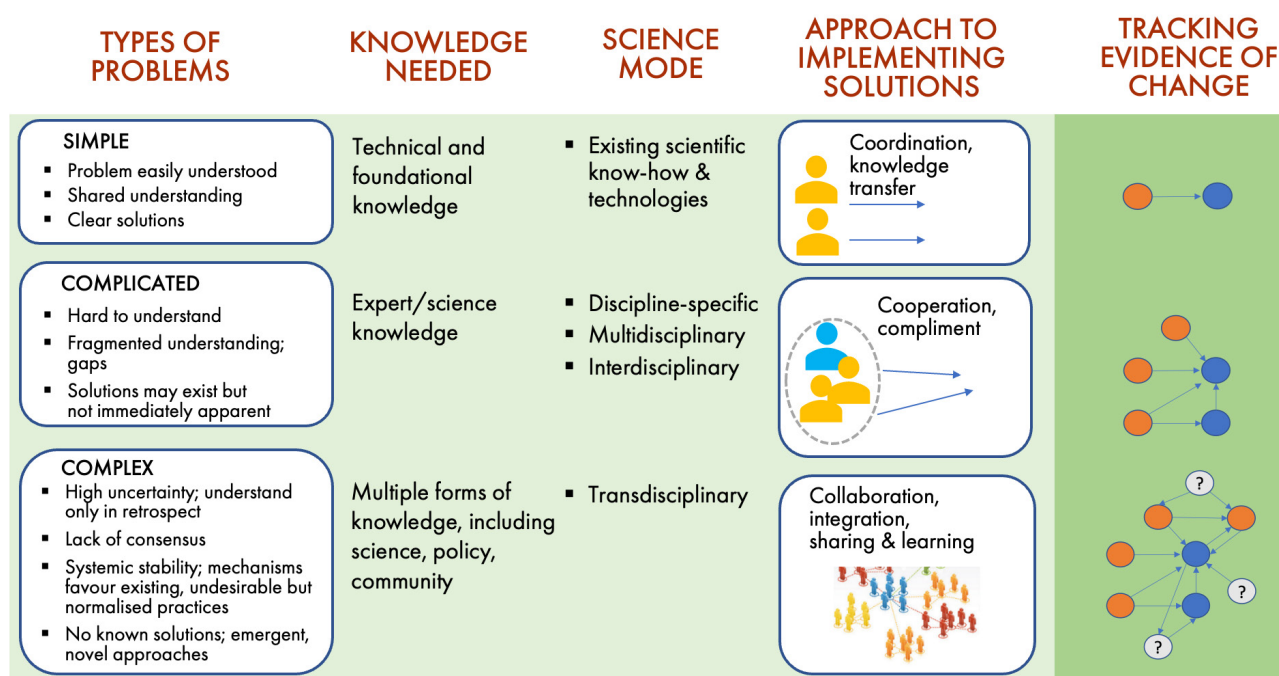 TYPES OF
PROBLEMS
KNOWLEDGE
NEEDED
SCIENCE
MODE
APPROACH TO
IMPLEMENTING
SOLUTIONS
TRACKING
EVIDENCE OF
CHANGE
SIMPLE
▪ Problem easily understood
▪ Shared understanding
▪ Clear solutions
Technical and
foundational
knowledge
▪ Existing scientific
know-how &
technologies
Coordination,
knowledge
transfer
COMPLICATED
▪ Hard to understand
▪ Fragmented understanding;
gaps
▪ Solutions may exist but
not immediately apparent
Expert/science
knowledge
▪ Discipline-specific
▪ Multidisciplinary
▪ Interdisciplinary
Cooperation,
compliment
COMPLEX
▪ High uncertainty; understand
only in retrospect
▪ Lack of consensus
▪ Systemic stability; mechanisms
favour existing, undesirable but
normalised practices
▪ No known solutions; emergent,
novel approaches
Multiple forms of
knowledge, including
science, policy,
community
▪ Transdisciplinary
Collaboration,
integration,
sharing & learning
?
?
?